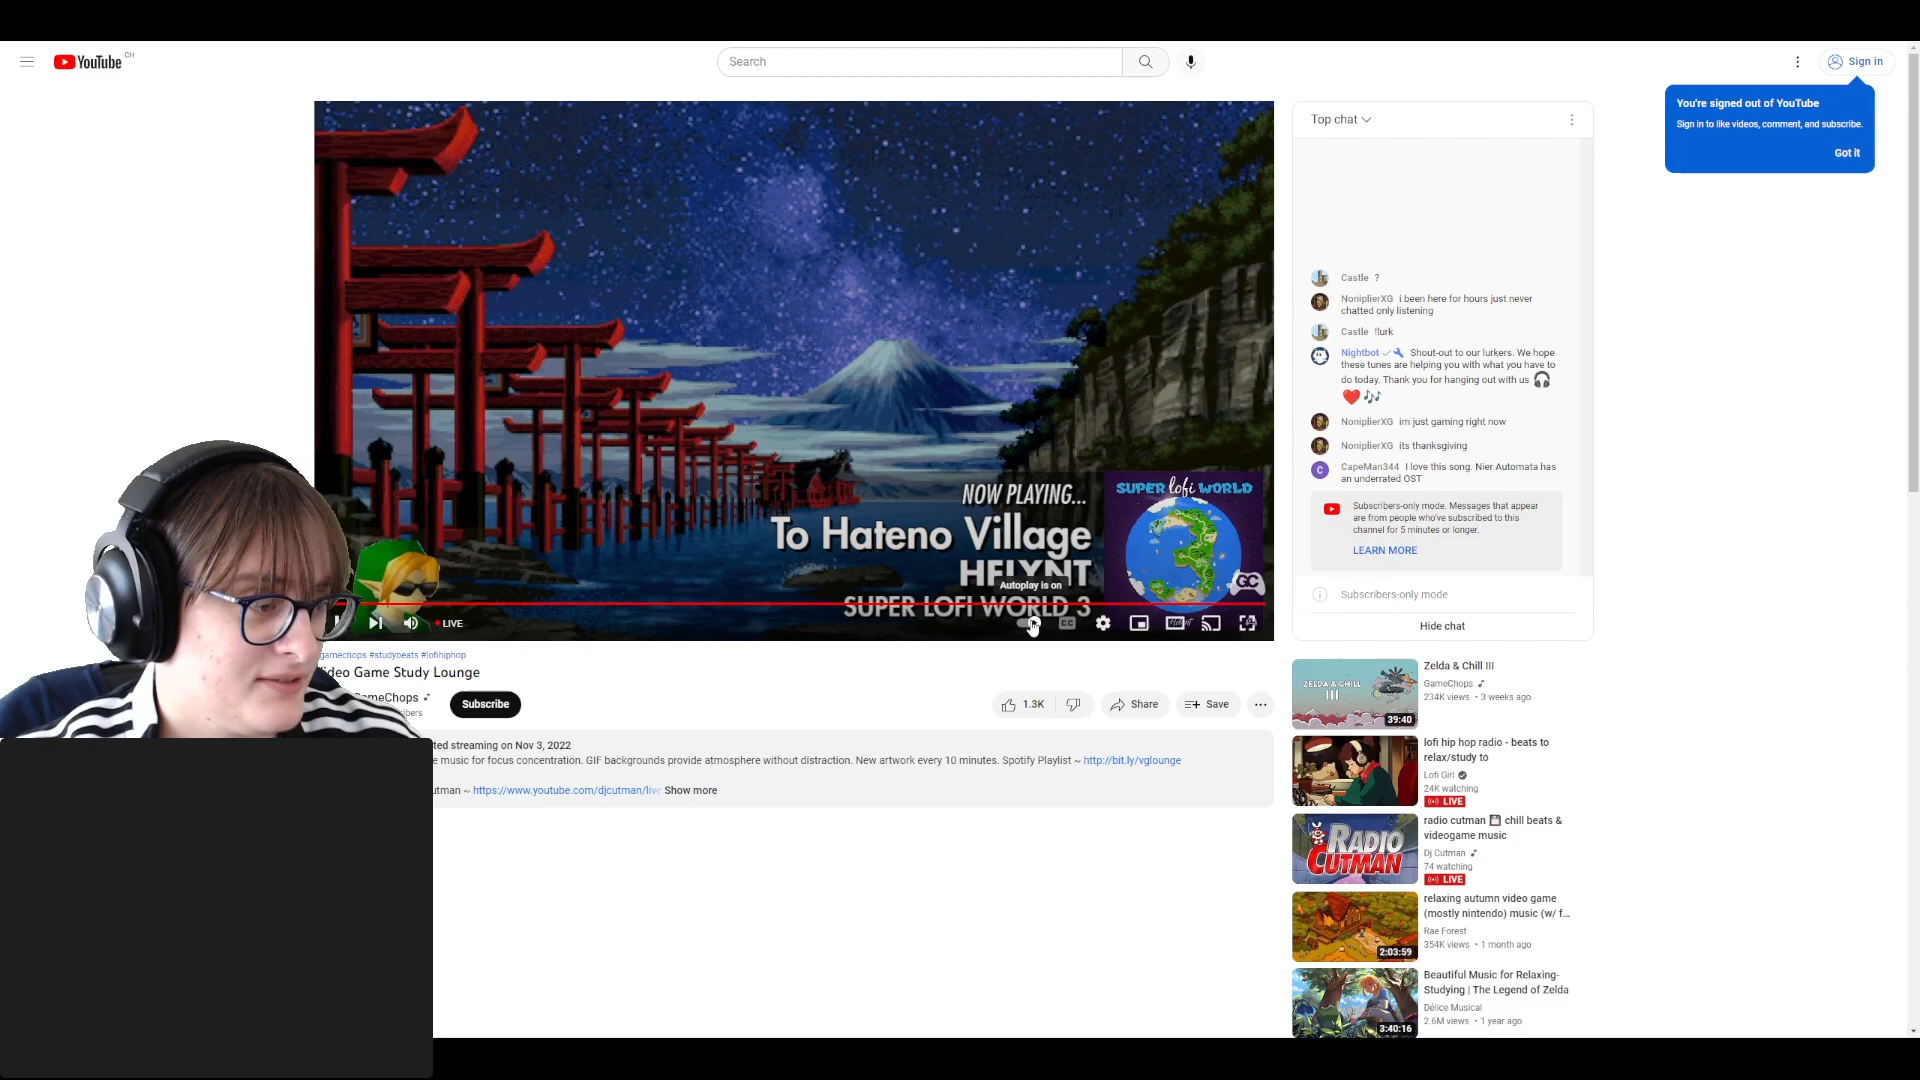 YouTube CH
Search
Sign in
You're signed out of YouTube
Sign in to like videos, comment, and subscribe.
Got it
NOW PLAYING...
To Hateno Village
HELYNT
SUPER LOFI WORLD 3
SUPER lofi WORLD
3
GC
Autoplay is on
LIVE
CC
gamechops #studybeats #lofihiphop
ideo Game Study Lounge
GameChops
ibers
Subscribe
1.3K
Share
Save
ted streaming on Nov 3, 2022
e music for focus concentration. GIF backgrounds provide atmosphere without distraction. New artwork every 10 minutes. Spotify Playlist ~ http://bit.ly/vglounge
utman ~ https://www.youtube.com/djcutman/live Show more
Top chat
Castle ?
NoniplierXG i been here for hours just never
chatted only listening
Castle !lurk
Nightbot Shout-out to our lurkers. We hope
these tunes are helping you with what you have to
do today. Thank you for hanging out with us
NoniplierXG im just gaming right now
NoniplierXG its thanksgiving
C
CapeMan344 I love this song. Nier Automata has
an underrated OST
Subscribers-only mode. Messages that appear
are from people who've subscribed to this
channel for 5 minutes or longer.
LEARN MORE
Subscribers-only mode
Hide chat
ZELDA & CHILL
III
39:40
Zelda & Chill III
GameChops
234K views • 3 weeks ago
lofi hip hop radio - beats to
relax/study to
Lofi Girl
24K watching
LIVE
RADIO
CUTMAN
radio cutman chill beats &
videogame music
Dj Cutman
74 watching
LIVE
2:03:59
relaxing autumn video game
(mostly nintendo) music (w/ f...
Rae Forest
354K views • 1 month ago
3:40:16
Beautiful Music for Relaxing-
Studying | The Legend of Zelda
Délice Musical
2.6M views • 1 year ago